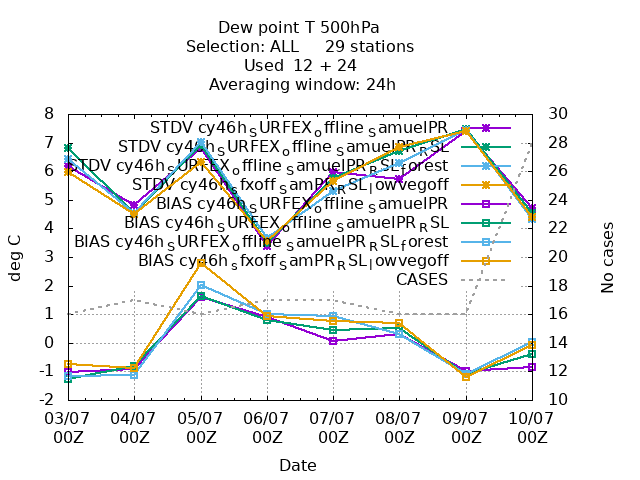 Dew point T 500hPa
Selection: ALL 29 stations
Used 12 + 24
Averaging window: 24h
8
7
6
5
4
3
2
1
0
-1
-2
30
28
26
24
22
20
18
16
14
12
10
deg C
No cases
STDV cy46h_SURFEX_offline_SamuelPR
STDV cy46h_SURFEX_offline_SamuelPR_RSL
STDV cy46h_SURFEX_offline_SamuelPR_RSL_forest
STDV cy46h_sfxoff_SamPR_RSL_lowvegoff
BIAS cy46h_SURFEX_offline_SamuelPR
BIAS cy46h_SURFEX_offline_SamuelPR_RSL
BIAS cy46h_SURFEX_offline_SamuelPR_RSL_forest
BIAS cy46h_sfxoff_SamPR_RSL_lowvegoff
CASES
03/07 04/07 05/07 06/07 07/07 08/07 09/07 10/07
00Z 00Z 00Z 00Z 00Z 00Z 00Z 00Z
Date